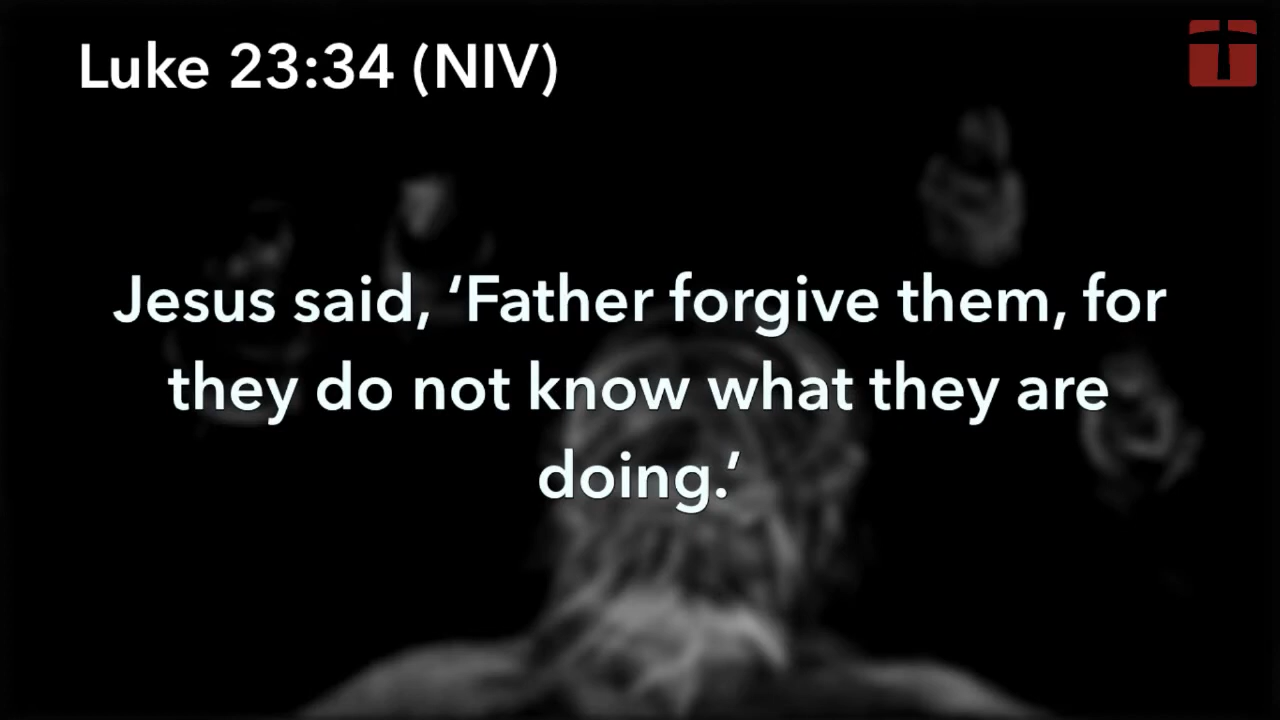 Luke 23:34 (NIV)
Jesus said, ‘Father forgive them, for
they do not know what they are
doing.’